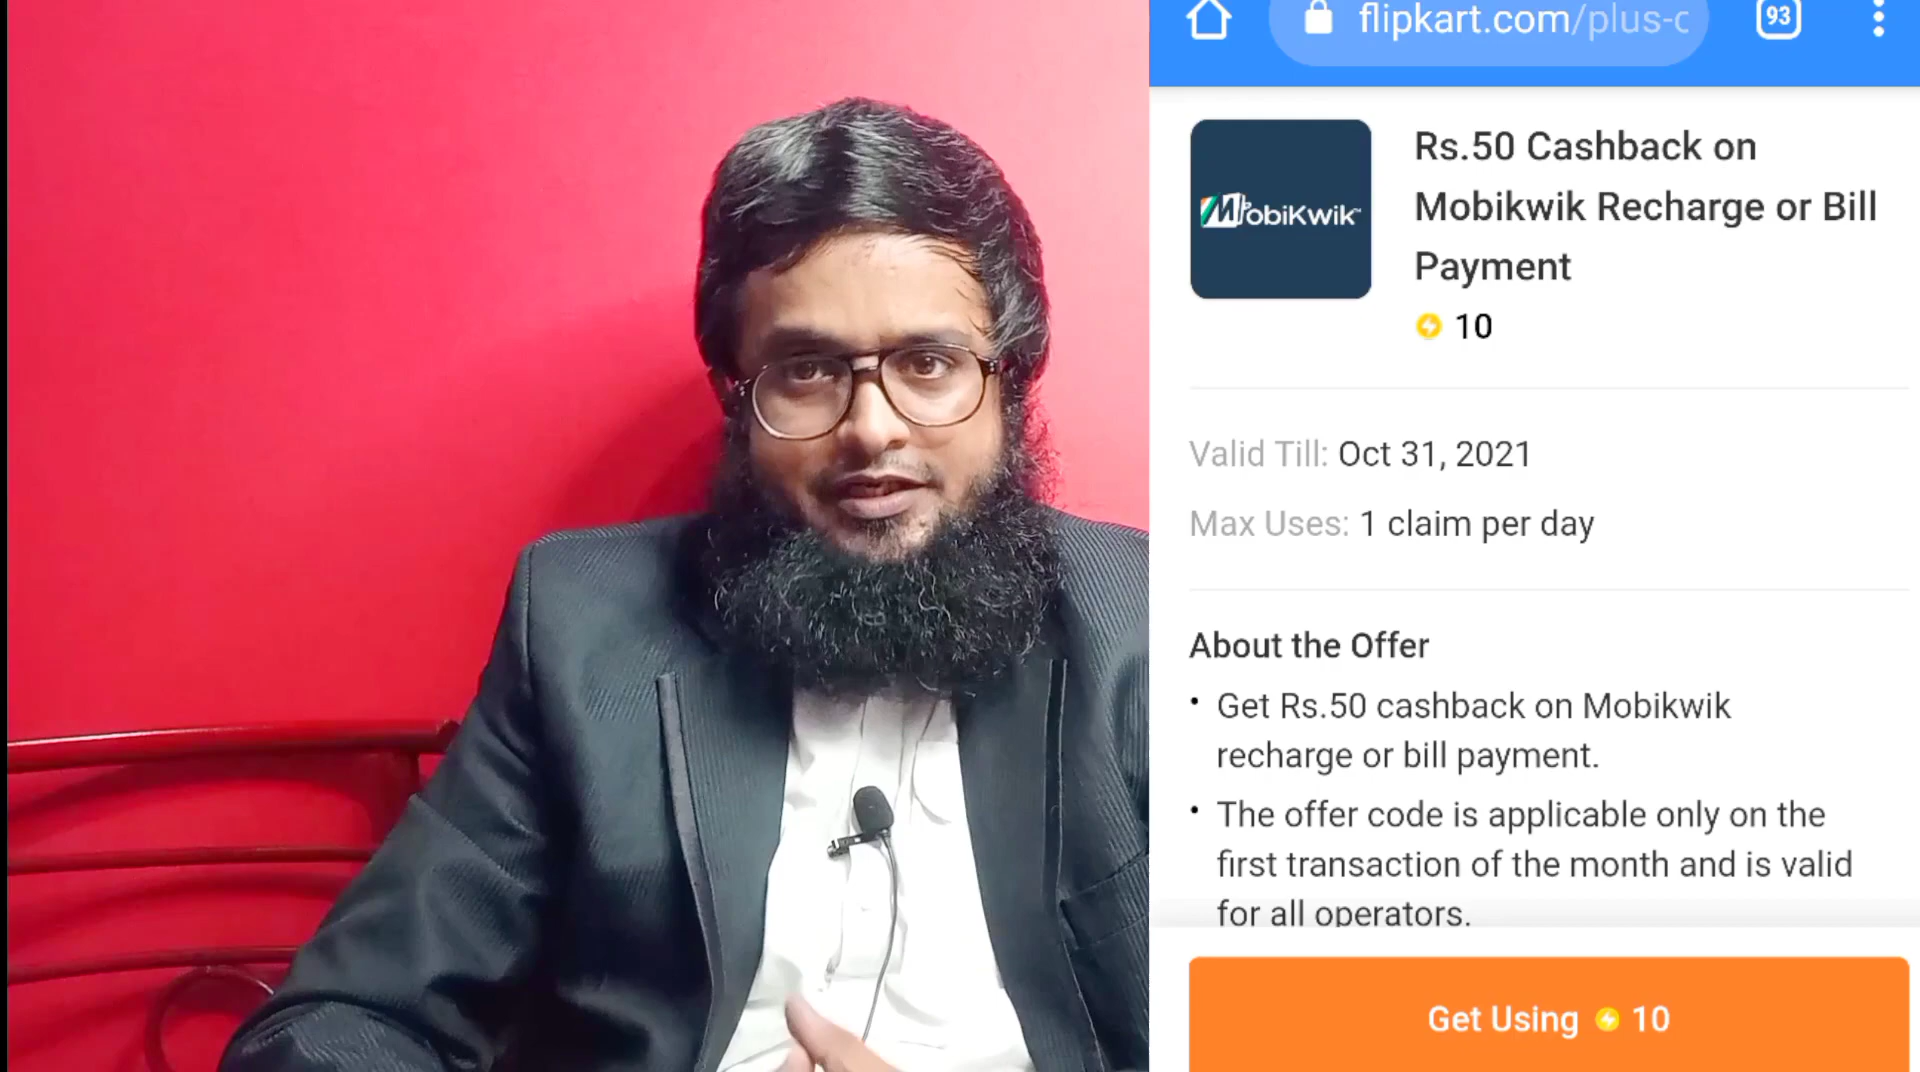 flipkart.com/plus-c
93
MobiKwik
Rs.50 Cashback on
Mobikwik Recharge or Bill
Payment
10
Valid Till: Oct 31, 2021
Max Uses: 1 claim per day
About the Offer
• Get Rs.50 cashback on Mobikwik
recharge or bill payment.
• The offer code is applicable only on the
first transaction of the month and is valid
for all operators.
Get Using 10